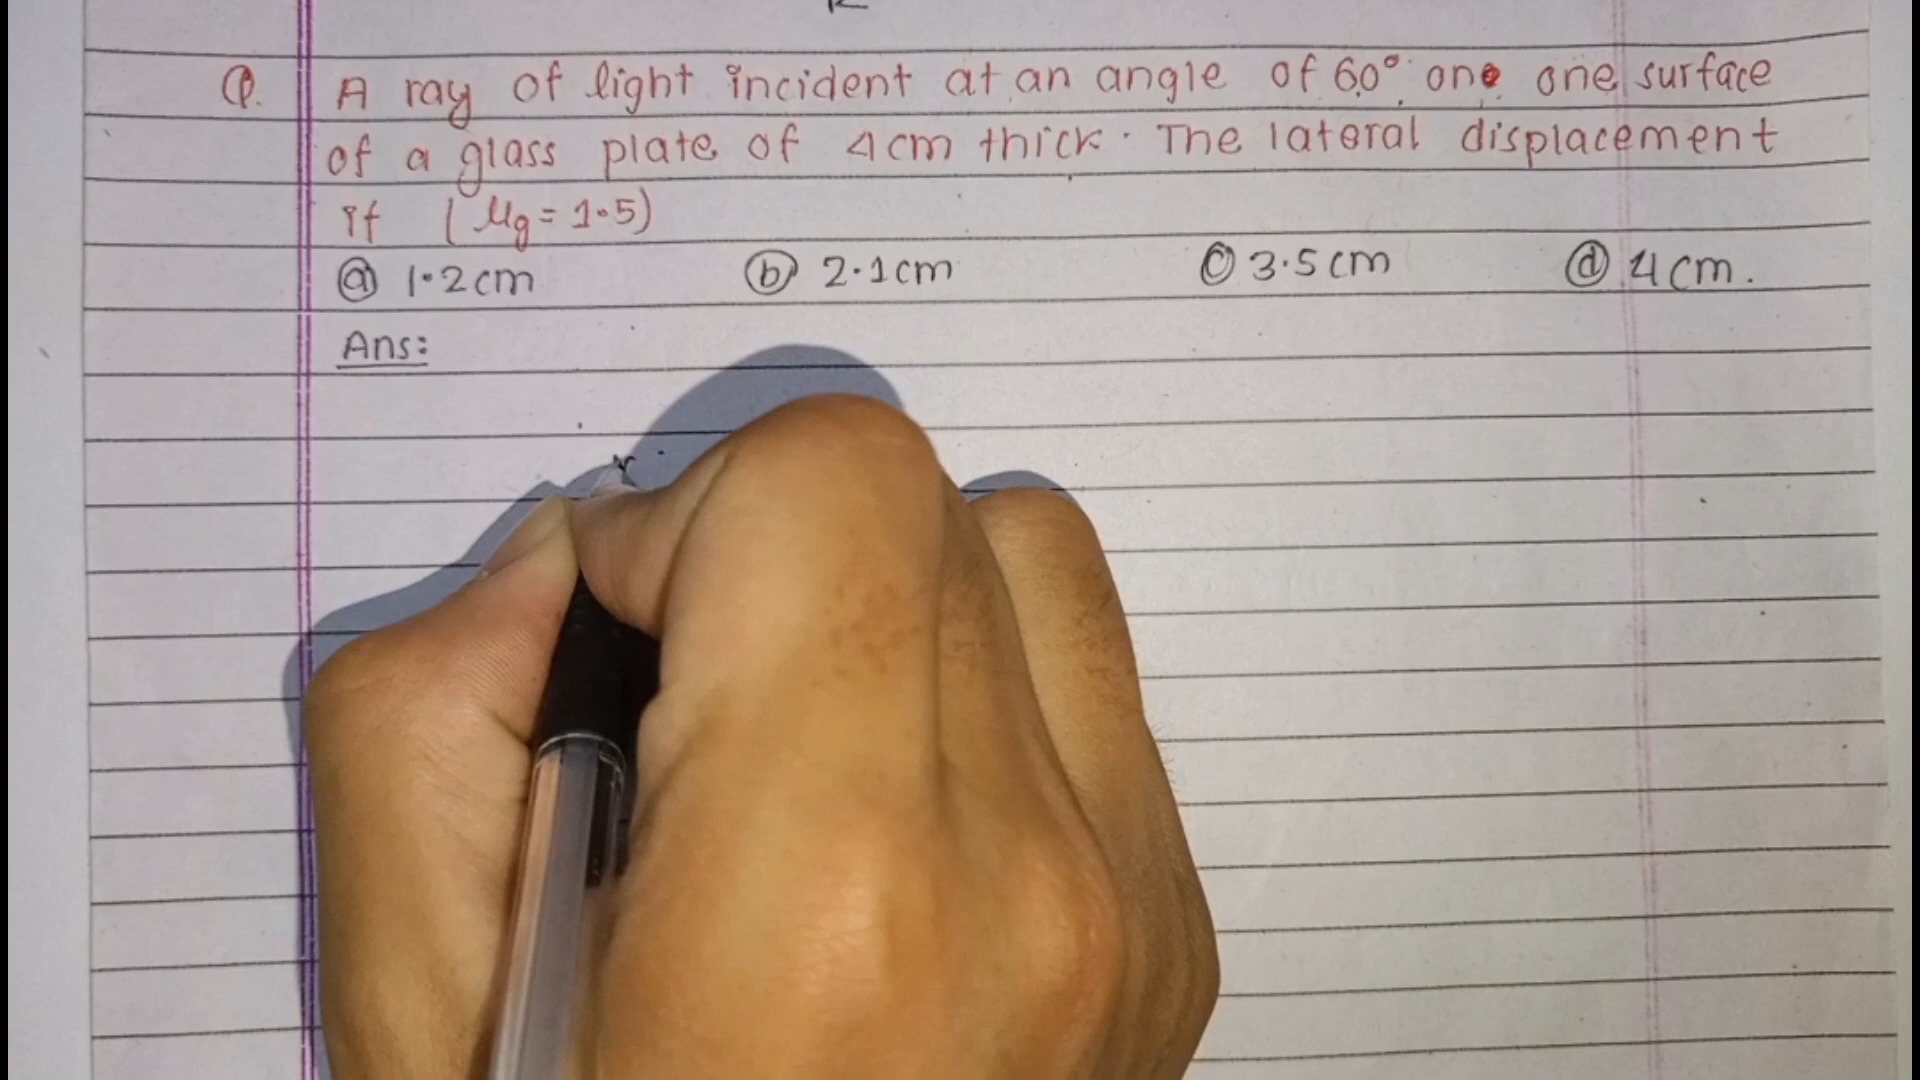 Q. A ray of light incident at an angle of 60° one one surface
of a glass plate of 4cm thick. The lateral displacement
if (μg = 1.5)
ⓐ 1.2cm ⓑ 2.1cm ⓒ 3.5cm ⓓ 4cm.
Ans: